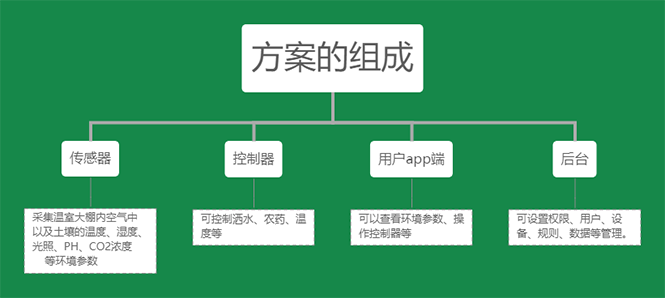 方案的组成
传感器
控制器
用户app端
后台
采集温室大棚内空气中
以及土壤的温度、湿度、
光照、PH、CO2浓度
等环境参数
可控制洒水、农药、温
度等
可以查看环境参数、操
作控制器等
可设置权限、用户、设
备、规则、数据等管理。